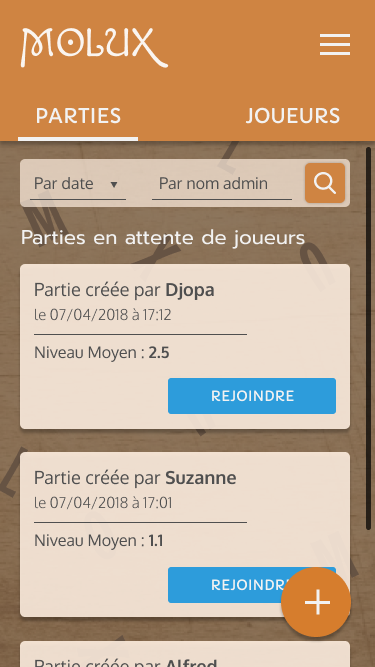 MOLUX
PARTIES
JOUEURS
Par date
Par nom admin
Parties en attente de joueurs
Partie créée par Djopa
le 07/04/2018 à 17:12
Niveau Moyen : 2.5
REJOINDRE
Partie créée par Suzanne
le 07/04/2018 à 17:01
Niveau Moyen : 1.1
REJOINDRE
Partie créée par Alfred